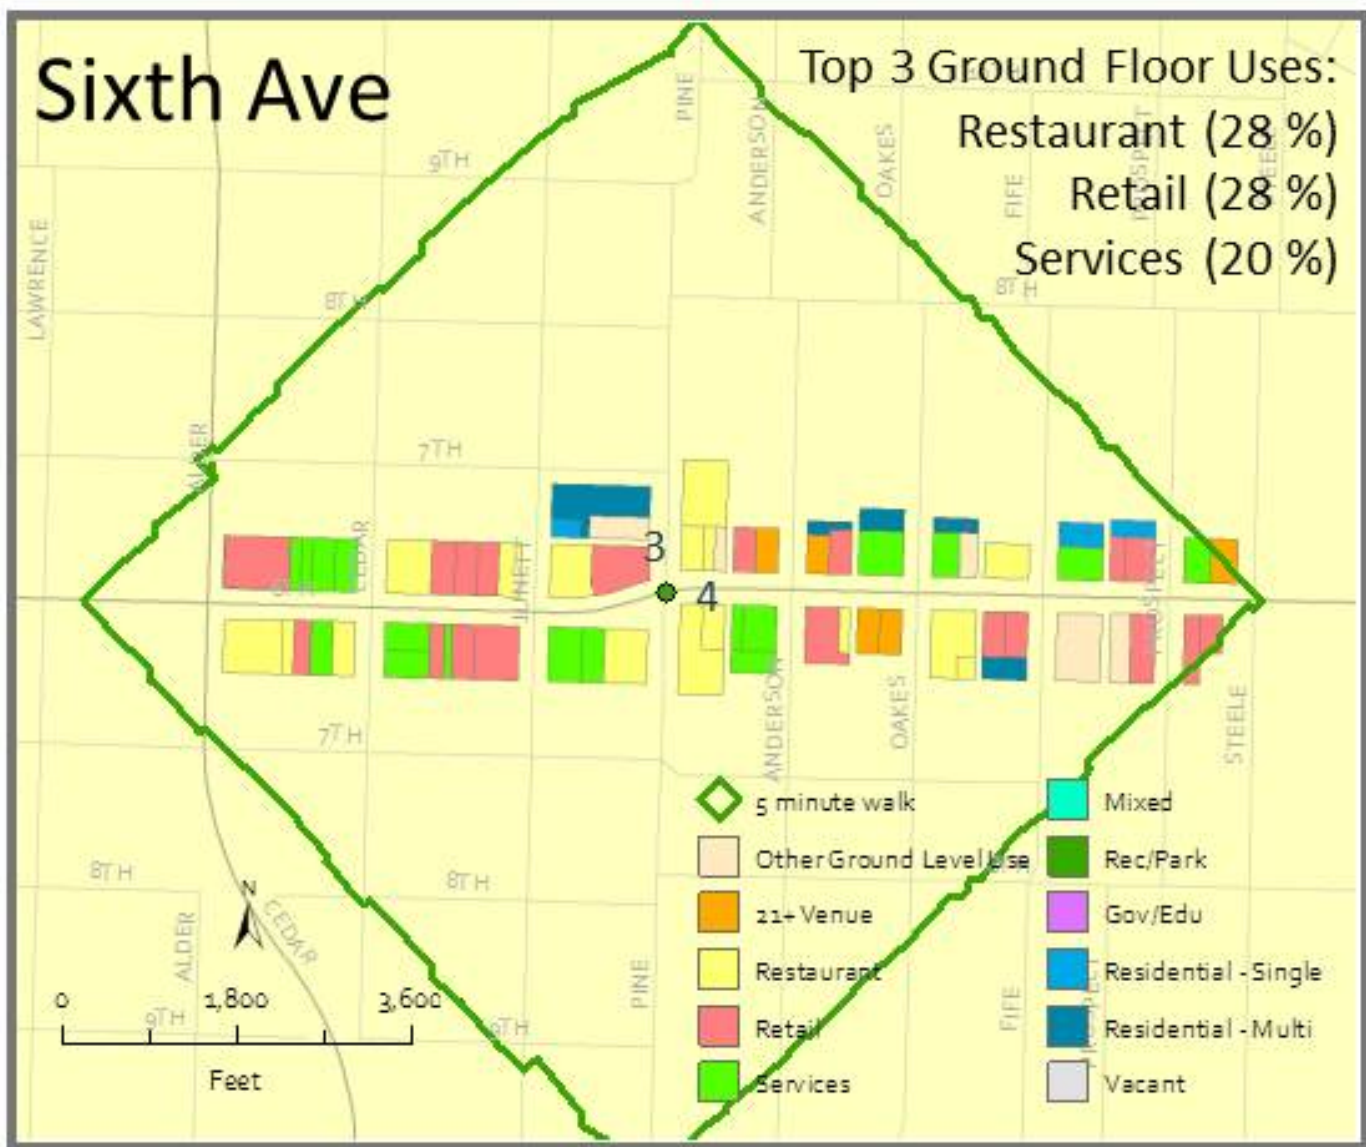 Sixth Ave
Top 3 Ground Floor Uses:
Restaurant (28 %)
Retail (28 %)
Services (20 %)
PINE
ANDERSON
OAKES
FIFE
9TH
LAWRENCE
8TH
8TH
ALDER
7TH
CEDAR
JUNETT
3
4
PROSPECT
7TH
ANDERSON
OAKES
STEELE
5 minute walk
Mixed
Other Ground Level Use
Rec/Park
21+ Venue
Gov/Edu
Restaurant
Residential - Single
Retail
Residential - Multi
Services
Vacant
8TH
8TH
N
CEDAR
ALDER
PINE
FIFE
0 1,800 3,600
9TH
9TH
Feet